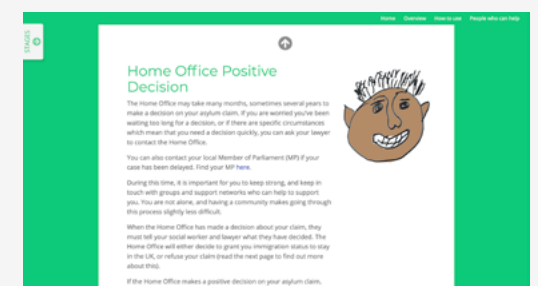 Home Overview How to use People who can help
STAGES
Home Office Positive
Decision
The Home Office may take many months, sometimes several years to
make a decision on your asylum claim. If you are worried you've been
waiting too long for a decision, or if there are specific circumstances
which mean that you need a decision quickly, you can ask your lawyer
to contact the Home Office.
You can also contact your local Member of Parliament (MP) if your
case has been delayed. Find your MP here.
During this time, it is important for you to keep strong, and keep in
touch with groups and support networks who can help to support
you. You are not alone, and having a community makes going through
this process slightly less difficult.
When the Home Office has made a decision about your claim, they
must tell your social worker and lawyer what they have decided. The
Home Office will either decide to grant you immigration status to stay
in the UK, or refuse your claim (read the next page to find out more
about this).
If the Home Office makes a positive decision on your asylum claim,